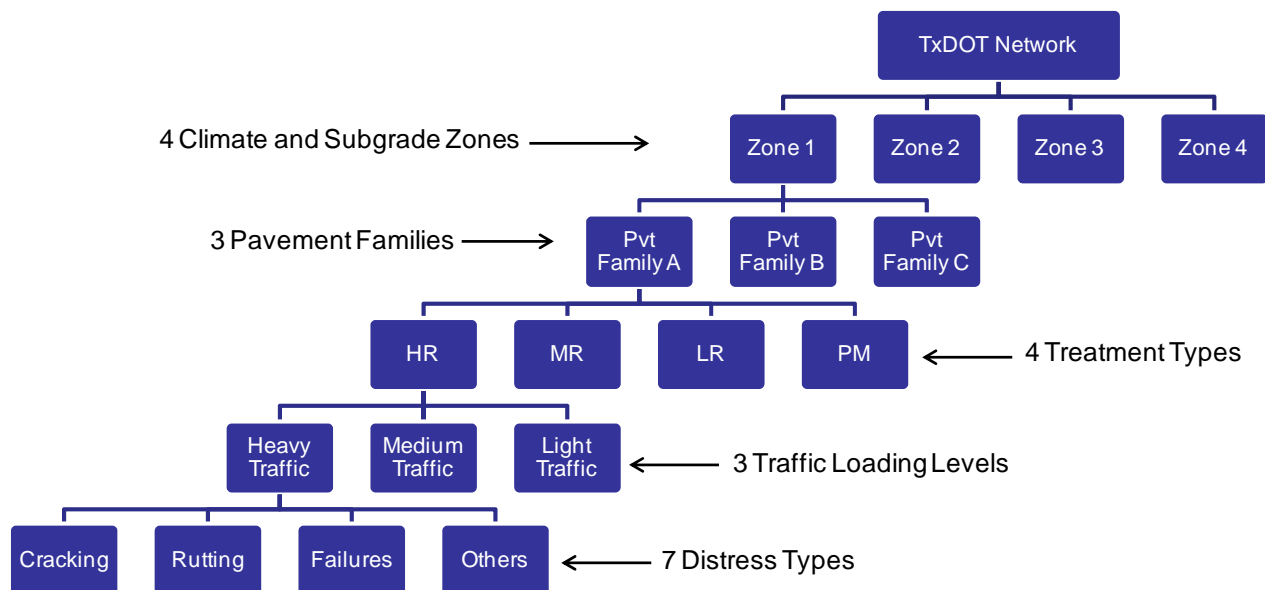 TxDOT Network
4 Climate and Subgrade Zones
Zone 1
Zone 2
Zone 3
Zone 4
3 Pavement Families
Pvt
Family A
Pvt
Family B
Pvt
Family C
HR
MR
LR
PM
4 Treatment Types
Heavy
Traffic
Medium
Traffic
Light
Traffic
3 Traffic Loading Levels
Cracking
Rutting
Failures
Others
7 Distress Types